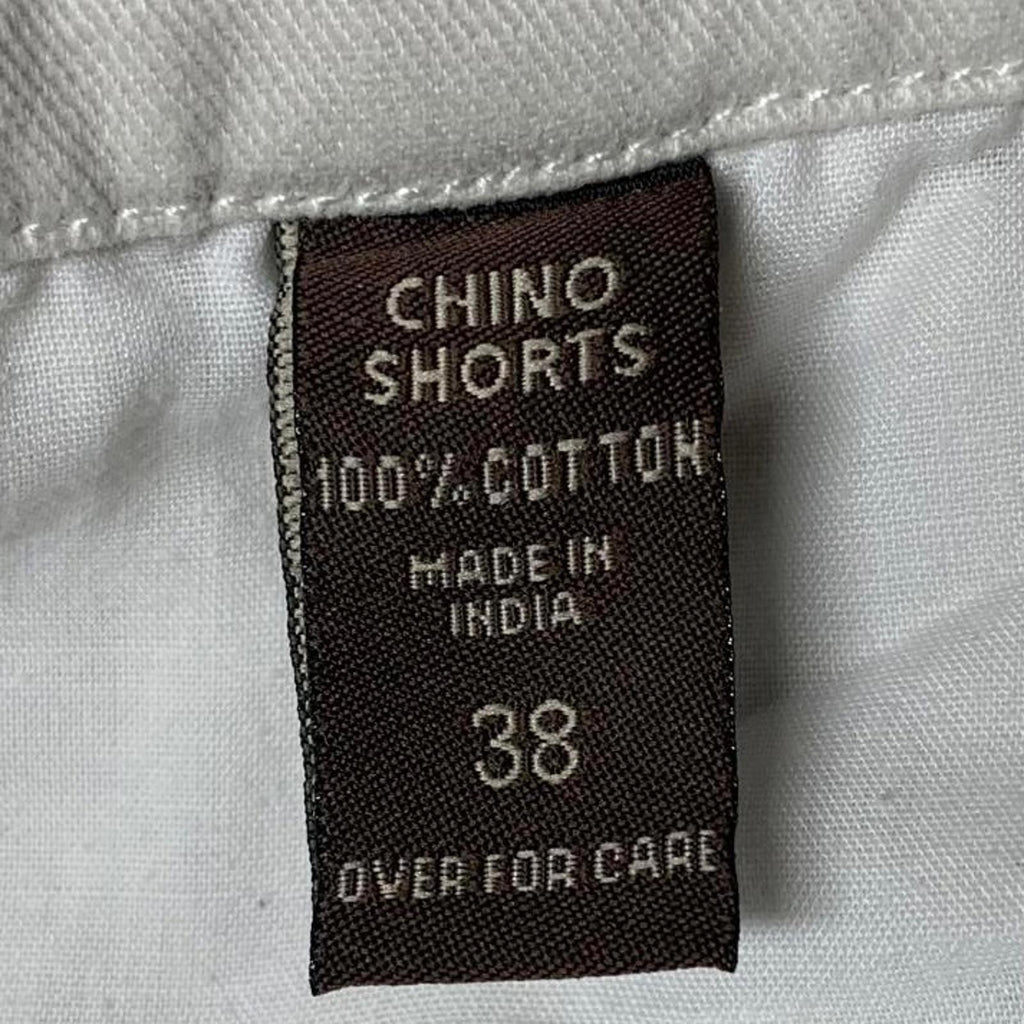 CHINO
SHORTS
100% COTTON
MADE IN
INDIA
38
OVER FOR CARE